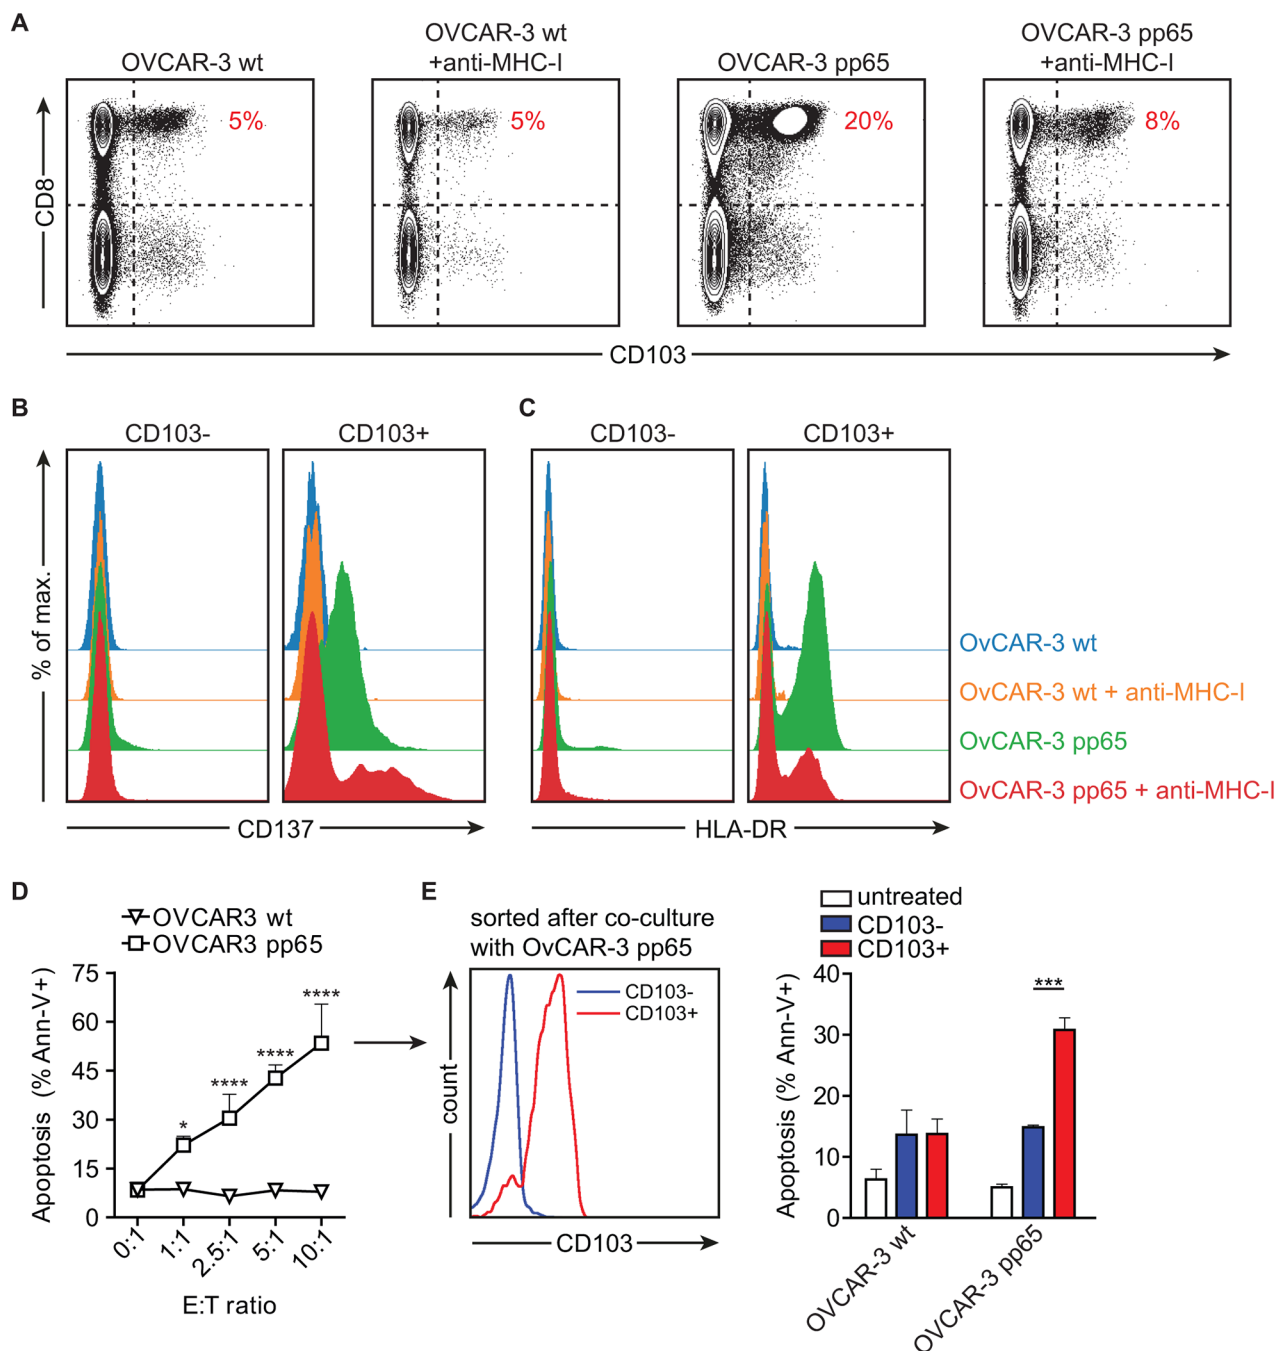 A
OVCAR-3 wt
OVCAR-3 wt
+anti-MHC-I
OVCAR-3 pp65
OVCAR-3 pp65
+anti-MHC-I
CD8
5%
5%
20%
8%
CD103
B
CD103-
CD103+
C
CD103-
CD103+
% of max.
OvCAR-3 wt
OvCAR-3 wt + anti-MHC-I
OvCAR-3 pp65
OvCAR-3 pp65 + anti-MHC-I
CD137
HLA-DR
D
OVCAR3 wt
OVCAR3 pp65
Apoptosis (% Ann-V+)
75
60
45
30
15
0
*
****
****
****
0:1
1:1
2.5:1
5:1
10:1
E:T ratio
E
sorted after co-culture
with OvCAR-3 pp65
CD103-
CD103+
count
CD103
untreated
CD103-
CD103+
Apoptosis (% Ann-V+)
40
30
20
10
0
***
OVCAR-3 wt
OVCAR-3 pp65